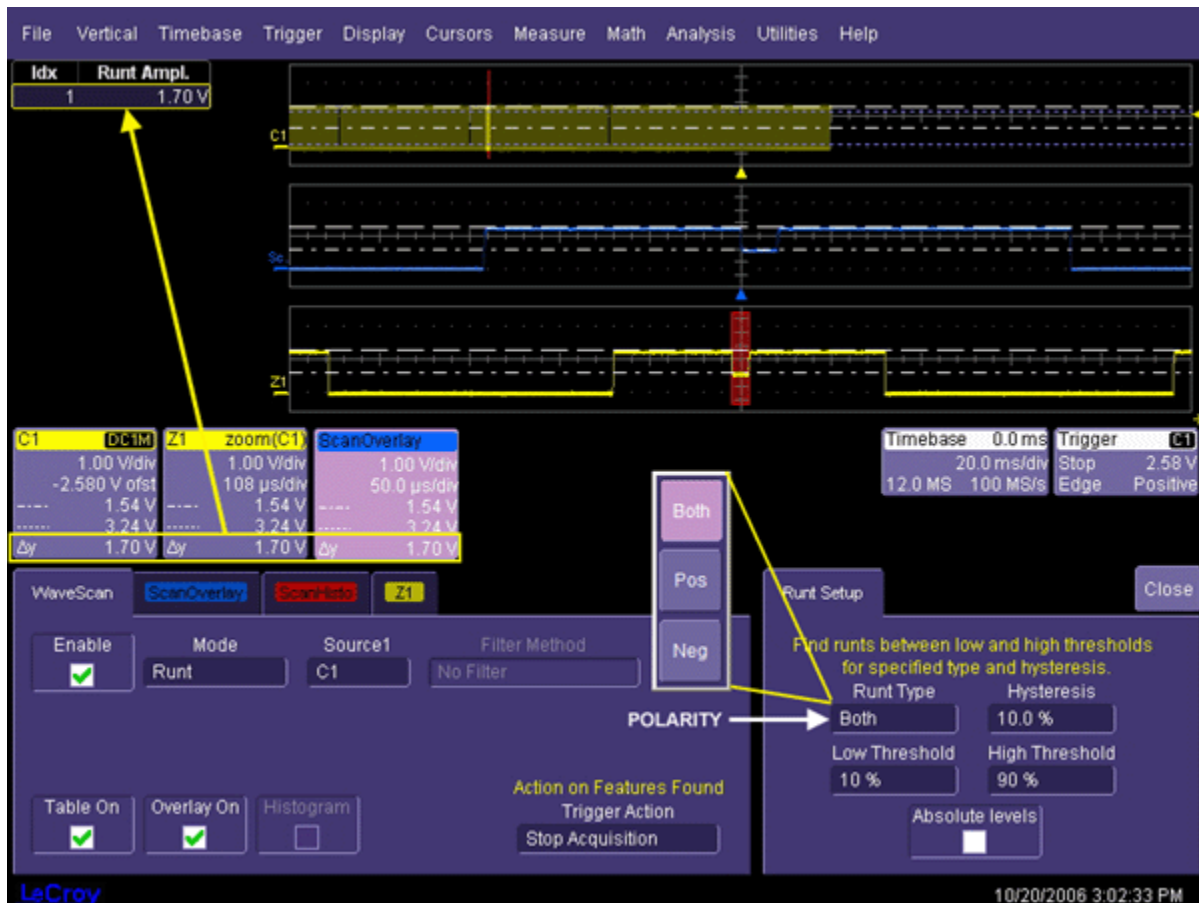 File Vertical Timebase Trigger Display Cursors Measure Math Analysis Utilities Help
Idx Runt Ampl.
1 1.70 V
C1
Sc
Z1
C1 DC1M
1.00 V/div
-2.580 V ofst
1.54 V
3.24 V
Δy 1.70 V
Z1 zoom(C1)
1.00 V/div
108 µs/div
1.54 V
3.24 V
Δy 1.70 V
ScanOverlay
1.00 V/div
50.0 µs/div
1.54 V
3.24 V
Δy 1.70 V
Timebase 0.0 ms
20.0 ms/div
12.0 MS 100 MS/s
Trigger C1
Stop 2.58 V
Edge Positive
Both
Pos
Neg
WaveScan ScanOverlay ScanHisto Z1
Enable
Mode
Runt
Source1
C1
Filter Method
No Filter
POLARITY
Table On
Overlay On
Histogram
Action on Features Found
Trigger Action
Stop Acquisition
Runt Setup
Close
Find runts between low and high thresholds
for specified type and hysteresis.
Runt Type Hysteresis
Both 10.0 %
Low Threshold High Threshold
10 % 90 %
Absolute levels
LeCroy
10/20/2006 3:02:33 PM